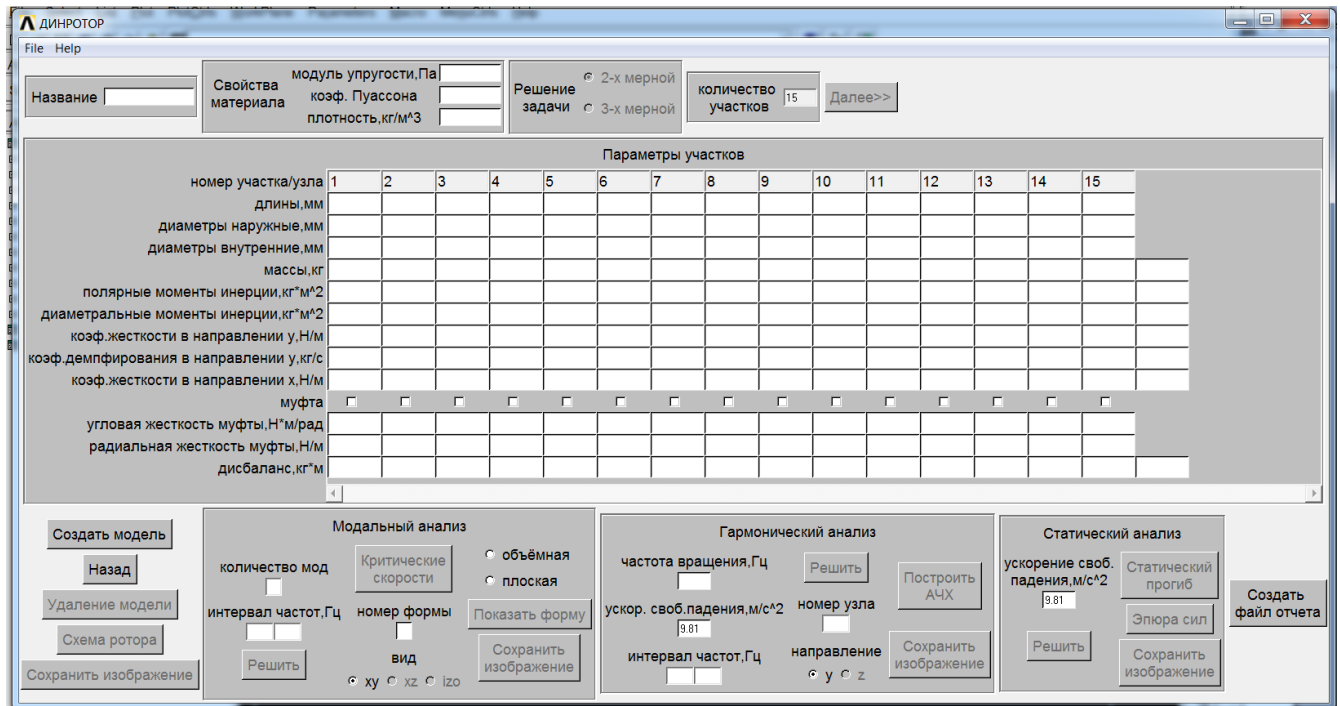 ДИНРОТОР
File Help
Название
Свойства материала
модуль упругости,Па
коэф. Пуассона
плотность,кг/м^3
Решение задачи
2-х мерной
3-х мерной
количество участков
15
Далее>>
Параметры участков
номер участка/узла 1 2 3 4 5 6 7 8 9 10 11 12 13 14 15
длины,мм
диаметры наружные,мм
диаметры внутренние,мм
массы,кг
полярные моменты инерции,кг*м^2
диаметральные моменты инерции,кг*м^2
коэф.жесткости в направлении y,Н/м
коэф.демпфирования в направлении y,кг/с
коэф.жесткости в направлении x,Н/м
муфта
угловая жесткость муфты,Н*м/рад
радиальная жесткость муфты,Н/м
дисбаланс,кг*м
Создать модель
Назад
Удаление модели
Схема ротора
Сохранить изображение
Модальный анализ
количество мод
интервал частот,Гц
Решить
Критические скорости
номер формы
вид
xy xz izo
объёмная
плоская
Показать форму
Сохранить изображение
Гармонический анализ
частота вращения,Гц
ускор. своб.падения,м/с^2
9.81
интервал частот,Гц
Решить
номер узла
направление
y z
Построить АЧХ
Сохранить изображение
Статический анализ
ускорение своб. падения,м/с^2
9.81
Решить
Статический прогиб
Эпюра сил
Сохранить изображение
Создать файл отчета